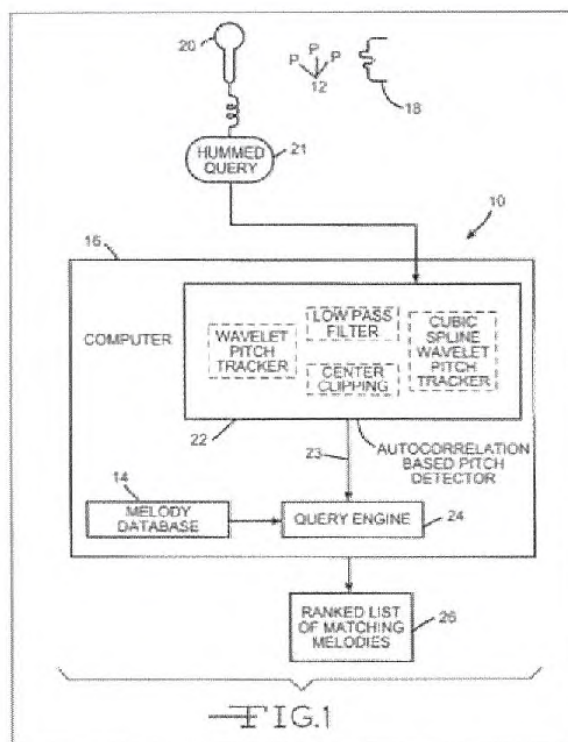 20
P P P
12
18
HUMMED
QUERY
21
10
16
COMPUTER
WAVELET
PITCH
TRACKER
LOW PASS
FILTER
CENTER
CLIPPING
CUBIC
SPLINE
WAVELET
PITCH
TRACKER
22
23
AUTOCORRELATION
BASED PITCH
DETECTOR
14
MELODY
DATABASE
QUERY ENGINE
24
RANKED LIST
OF MATCHING
MELODIES
26
FIG.1